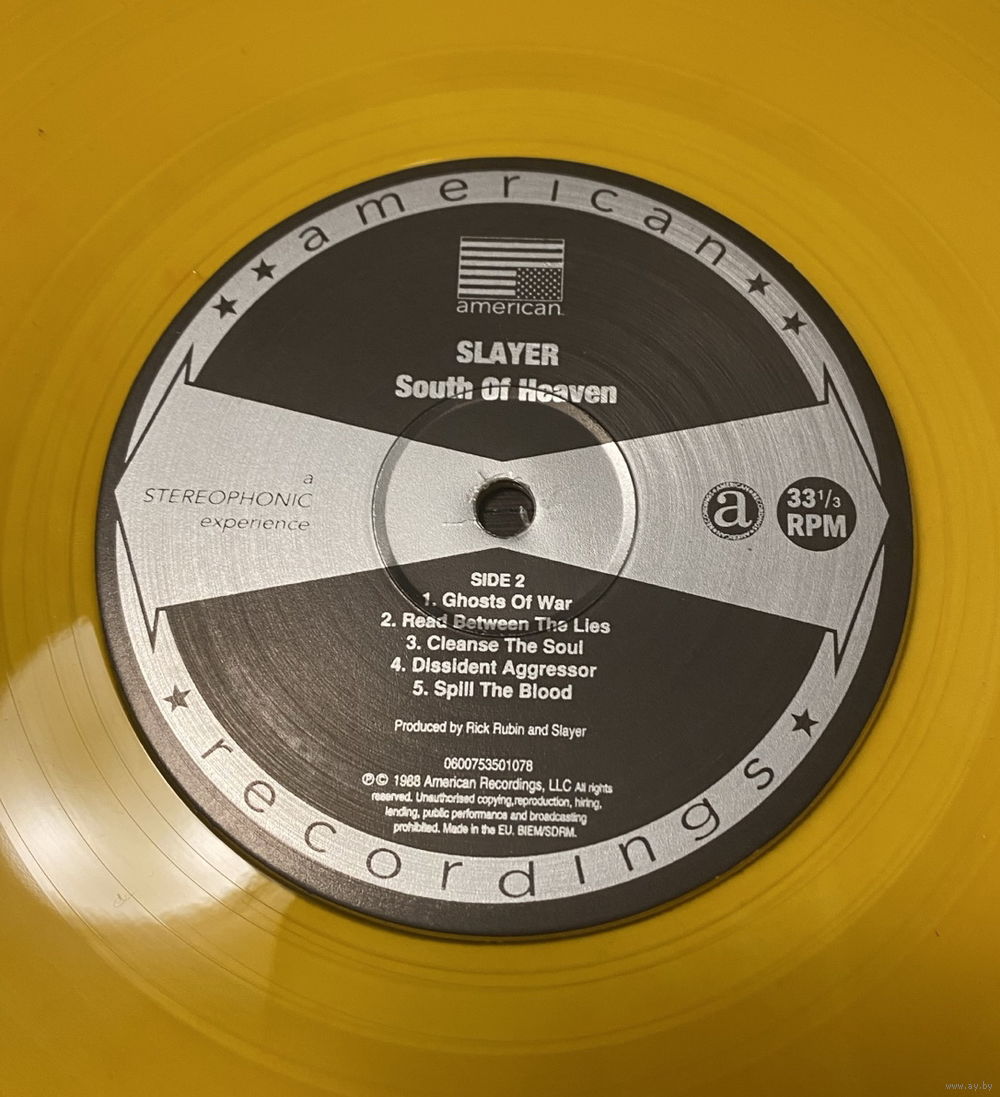 american
american
SLAYER
South Of Heaven
a
STEREOPHONIC
experience
a
33 1/3
RPM
SIDE 2
1. Ghosts Of War
2. Read Between The Lies
3. Cleanse The Soul
4. Dissident Aggressor
5. Spill The Blood
Produced by Rick Rubin and Slayer
0600753501078
℗© 1988 American Recordings, LLC All rights
reserved. Unauthorised copying,reproduction, hiring,
lending, public performance and broadcasting
prohibited. Made in the EU. BIEM/SDRM.
recordings
www.ay.by